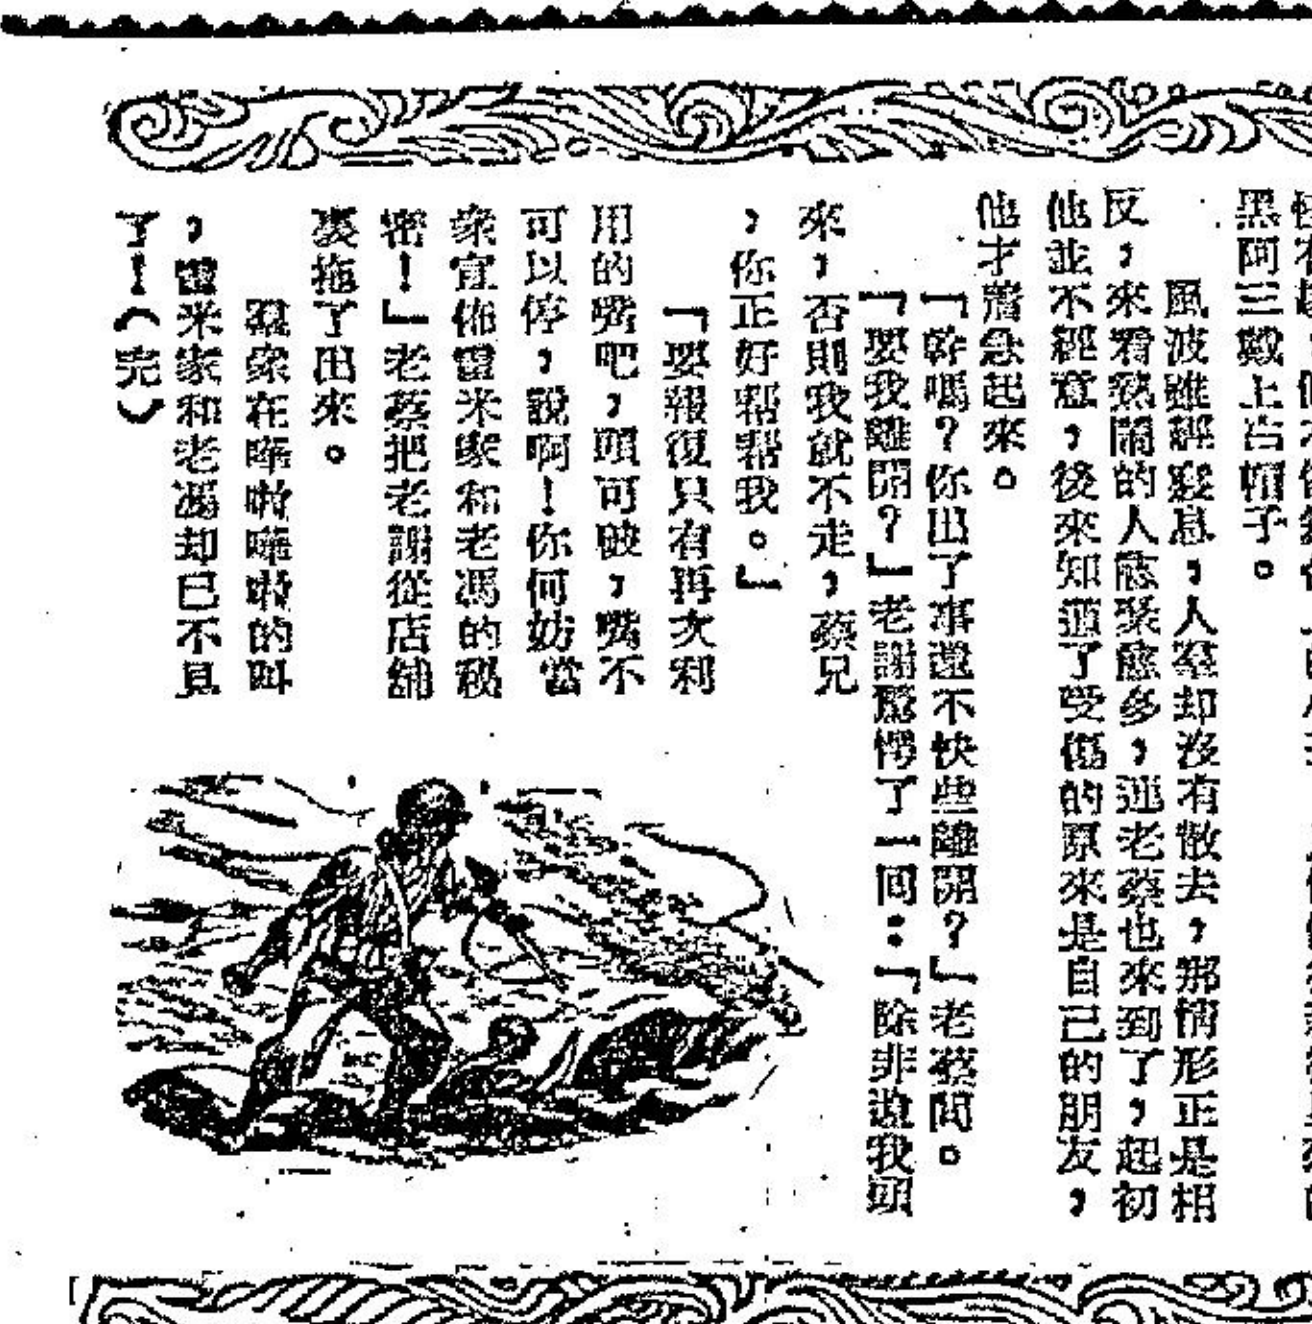 黑阿三戴上白帽子。
風波雖經寢息，人羣却沒有散去，那情形正是相
反，來看熱鬧的人愈聚愈多，連老蔡也來到了，起初
他並不經意，後來知道了受傷的原來是自己的朋友，
他才着急起來。
「幹嗎？你出了事還不快些離開？」老蔡問。
「要我離開？」老謝驚愕了一回：「除非還我頭
來，否則我就不走，蔡兄
，你正好幫幫我。」
「要報復只有再次利
用的嘴吧，頭可破，嘴不
可以停，說啊！你何妨當
衆宣佈雷米家和老馮的秘
密！」老蔡把老謝從店舖
裏拖了出來。
羣衆在嘩啦嘩啦的叫
，雷米家和老馮却已不見
了！（完）